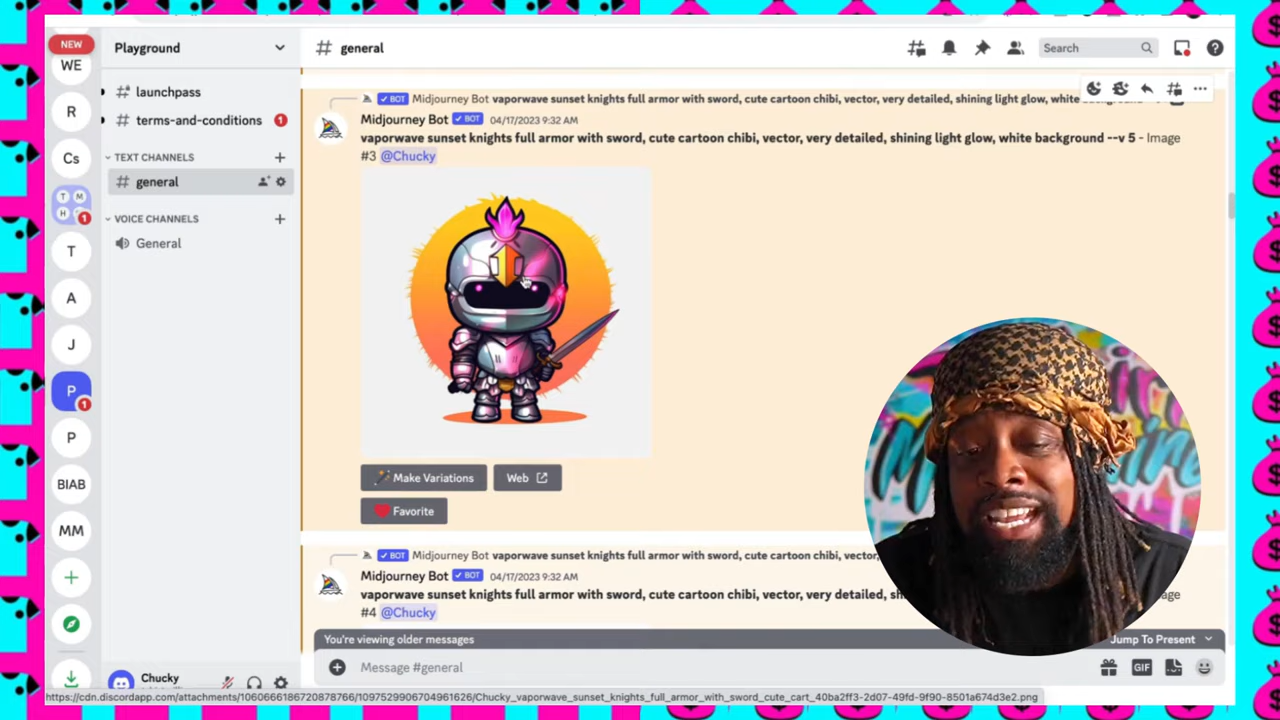 NEW
WE
R
Cs
T M
H
1
T
A
J
P
1
P
BIAB
MM
Playground
launchpass
terms-and-conditions 1
TEXT CHANNELS
general
VOICE CHANNELS
General
Chucky
# general
Search
BOT Midjourney Bot vaporwave sunset knights full armor with sword, cute cartoon chibi, vector, very detailed, shining light glow, white
Midjourney Bot BOT 04/17/2023 9:32 AM
vaporwave sunset knights full armor with sword, cute cartoon chibi, vector, very detailed, shining light glow, white background --v 5 - Image
#3 @Chucky
Make Variations
Web
Favorite
BOT Midjourney Bot vaporwave sunset knights full armor with sword, cute cartoon chibi, vector,
Midjourney Bot BOT 04/17/2023 9:32 AM
vaporwave sunset knights full armor with sword, cute cartoon chibi, vector, very detailed,
#4 @Chucky
You're viewing older messages
Jump To Present
Message #general
GIF
https://cdn.discordapp.com/attachments/1060666186720878766/1097529906704961626/Chucky_vaporwave_sunset_knights_full_armor_with_sword_cute_cart_40ba2ff3-2d07-49fd-9f90-8501a674d3e2.png